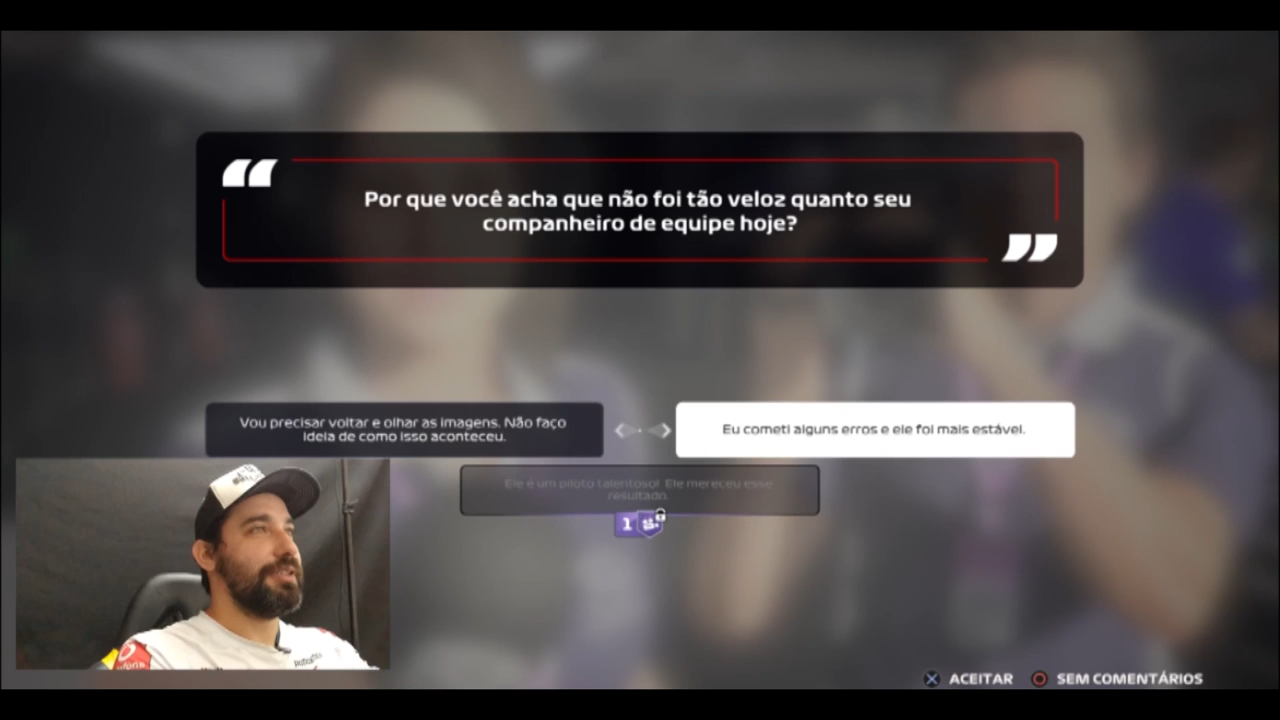 Por que você acha que não foi tão veloz quanto seu
companheiro de equipe hoje?
Vou precisar voltar e olhar as imagens. Não faço
ideia de como isso aconteceu.
Eu cometi alguns erros e ele foi mais estável.
Ele é um piloto talentoso! Ele mereceu esse
resultado.
1
ACEITAR
SEM COMENTÁRIOS